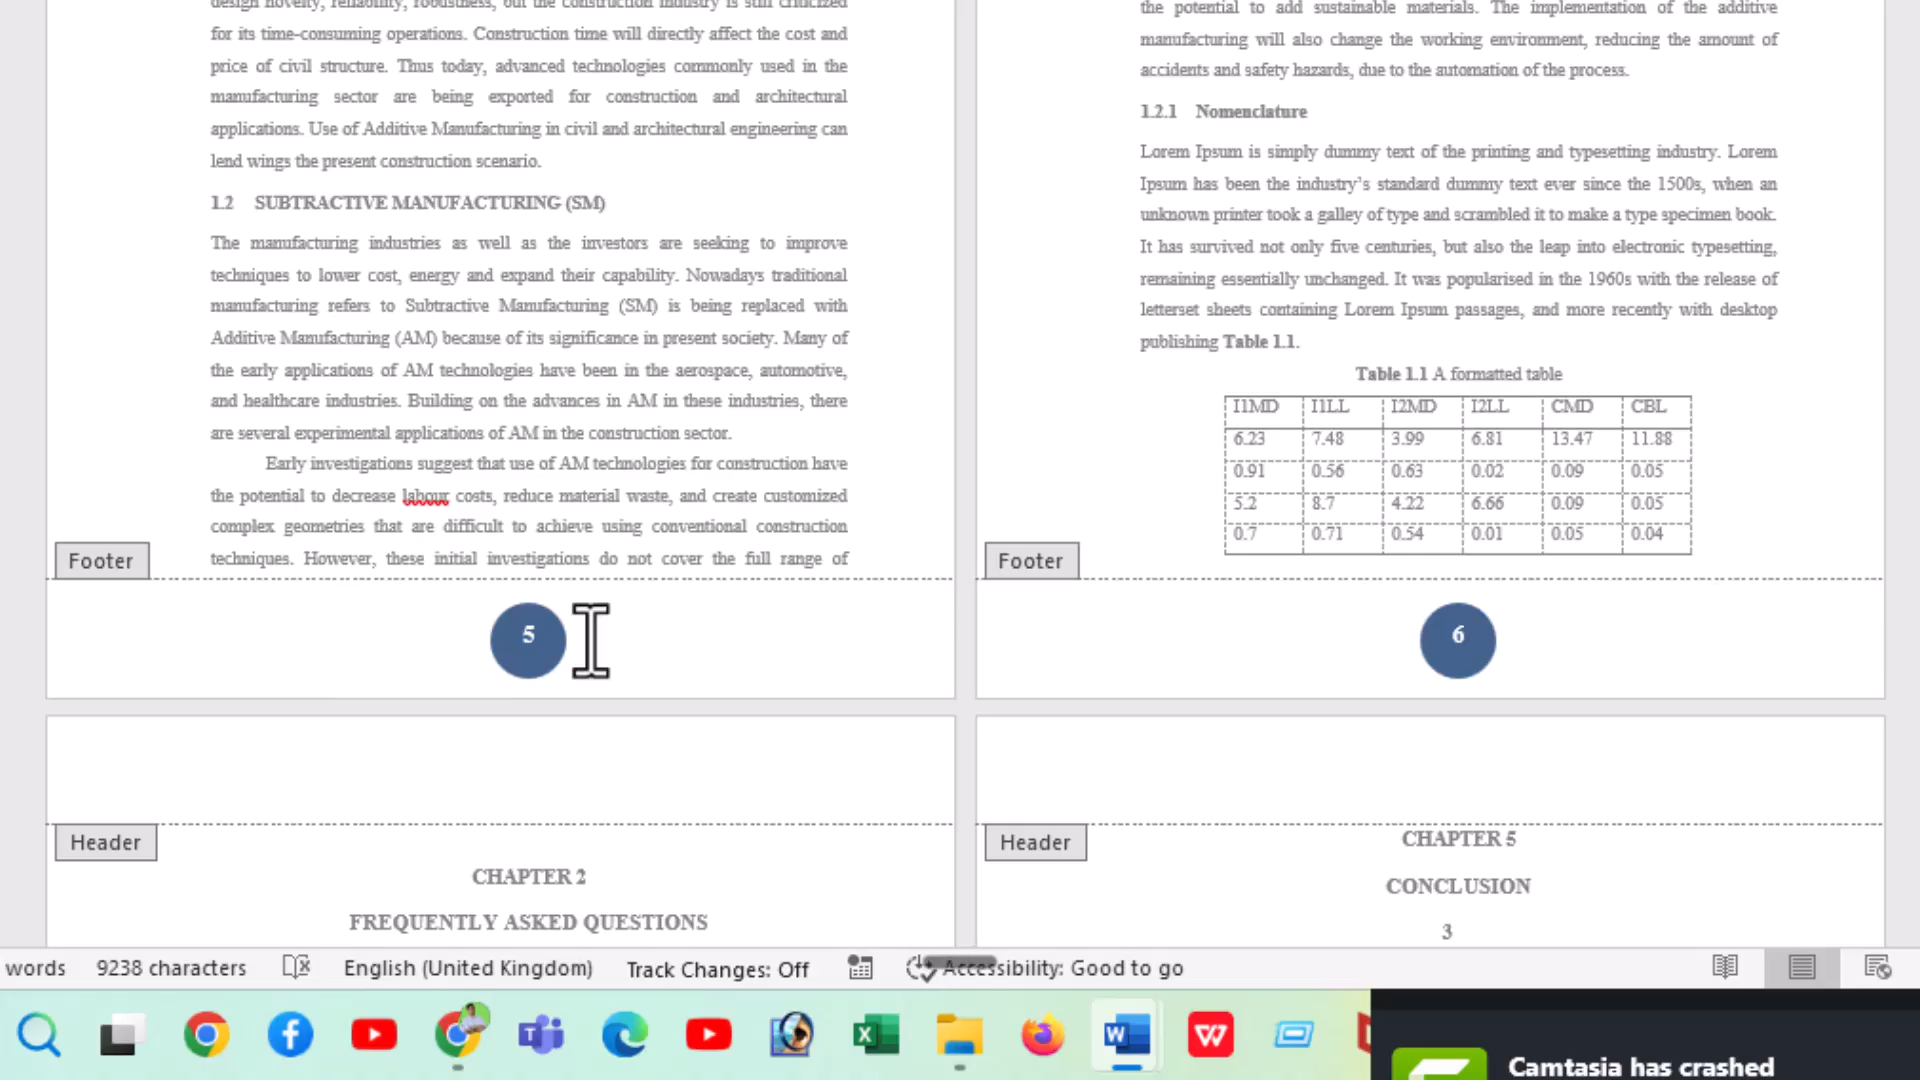 design novelty, reliability, robustness, but the construction industry is still criticized
for its time-consuming operations. Construction time will directly affect the cost and
price of civil structure. Thus today, advanced technologies commonly used in the
manufacturing sector are being exported for construction and architectural
applications. Use of Additive Manufacturing in civil and architectural engineering can
lend wings the present construction scenario.
1.2 SUBTRACTIVE MANUFACTURING (SM)
The manufacturing industries as well as the investors are seeking to improve
techniques to lower cost, energy and expand their capability. Nowadays traditional
manufacturing refers to Subtractive Manufacturing (SM) is being replaced with
Additive Manufacturing (AM) because of its significance in present society. Many of
the early applications of AM technologies have been in the aerospace, automotive,
and healthcare industries. Building on the advances in AM in these industries, there
are several experimental applications of AM in the construction sector.
Early investigations suggest that use of AM technologies for construction have
the potential to decrease labour costs, reduce material waste, and create customized
complex geometries that are difficult to achieve using conventional construction
techniques. However, these initial investigations do not cover the full range of
Footer
5
the potential to add sustainable materials. The implementation of the additive
manufacturing will also change the working environment, reducing the amount of
accidents and safety hazards, due to the automation of the process.
1.2.1 Nomenclature
Lorem Ipsum is simply dummy text of the printing and typesetting industry. Lorem
Ipsum has been the industry's standard dummy text ever since the 1500s, when an
unknown printer took a galley of type and scrambled it to make a type specimen book.
It has survived not only five centuries, but also the leap into electronic typesetting,
remaining essentially unchanged. It was popularised in the 1960s with the release of
letterset sheets containing Lorem Ipsum passages, and more recently with desktop
publishing Table 1.1.
Table 1.1 A formatted table
I1MD I1LL I2MD I2LL CMD CBL
6.23 7.48 3.99 6.81 13.47 11.88
0.91 0.56 0.63 0.02 0.09 0.05
5.2 8.7 4.22 6.66 0.09 0.05
0.7 0.71 0.54 0.01 0.05 0.04
Footer
6
Header
CHAPTER 2
FREQUENTLY ASKED QUESTIONS
Header
CHAPTER 5
CONCLUSION
3
words 9238 characters English (United Kingdom) Track Changes: Off Accessibility: Good to go
Camtasia has crashed